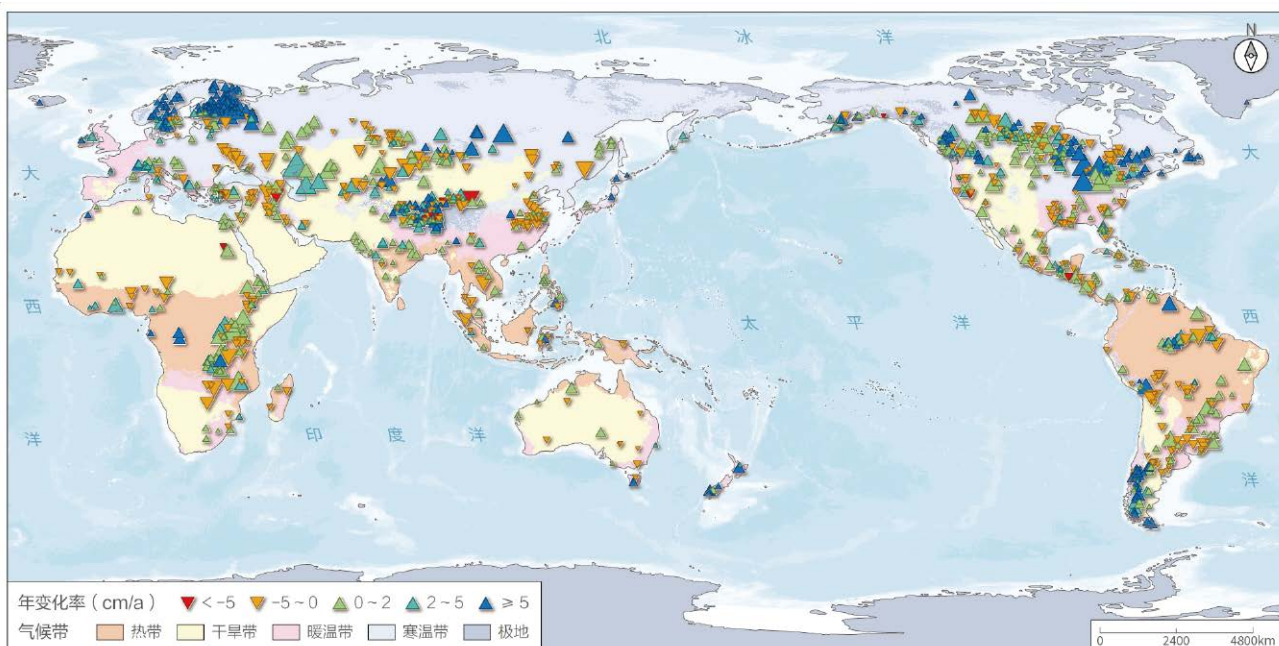 北 冰 洋
N
大
大
西
太 平 洋
西
洋
印 度 洋
洋
年变化率（cm/a） <-5 -5~0 0~2 2~5 ≥5
气候带 热带 干旱带 暖温带 寒温带 极地
0 2400 4800km